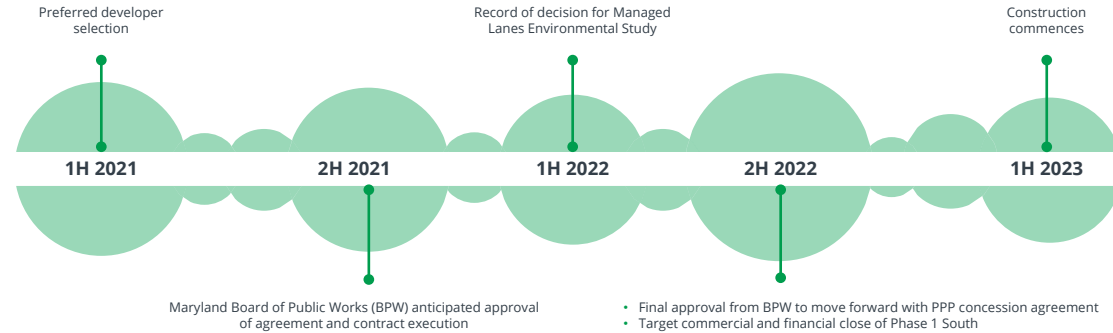 Preferred developer
selection
Record of decision for Managed
Lanes Environmental Study
Construction
commences
1H 2021
2H 2021
1H 2022
2H 2022
1H 2023
Maryland Board of Public Works (BPW) anticipated approval
of agreement and contract execution
• Final approval from BPW to move forward with PPP concession agreement
• Target commercial and financial close of Phase 1 South